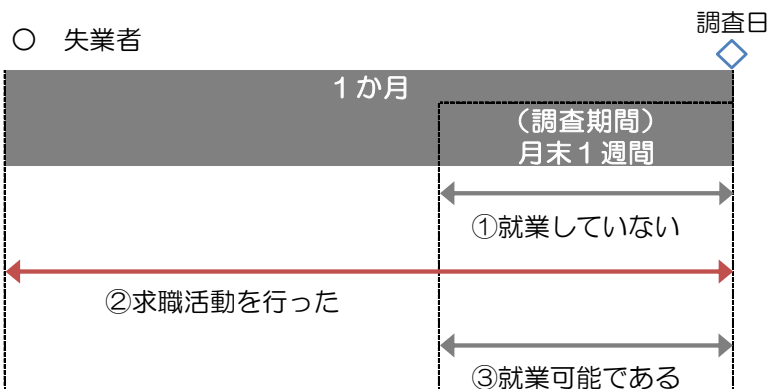 調査日
○ 失業者
1か月
（調査期間）
月末1週間
①就業していない
②求職活動を行った
③就業可能である